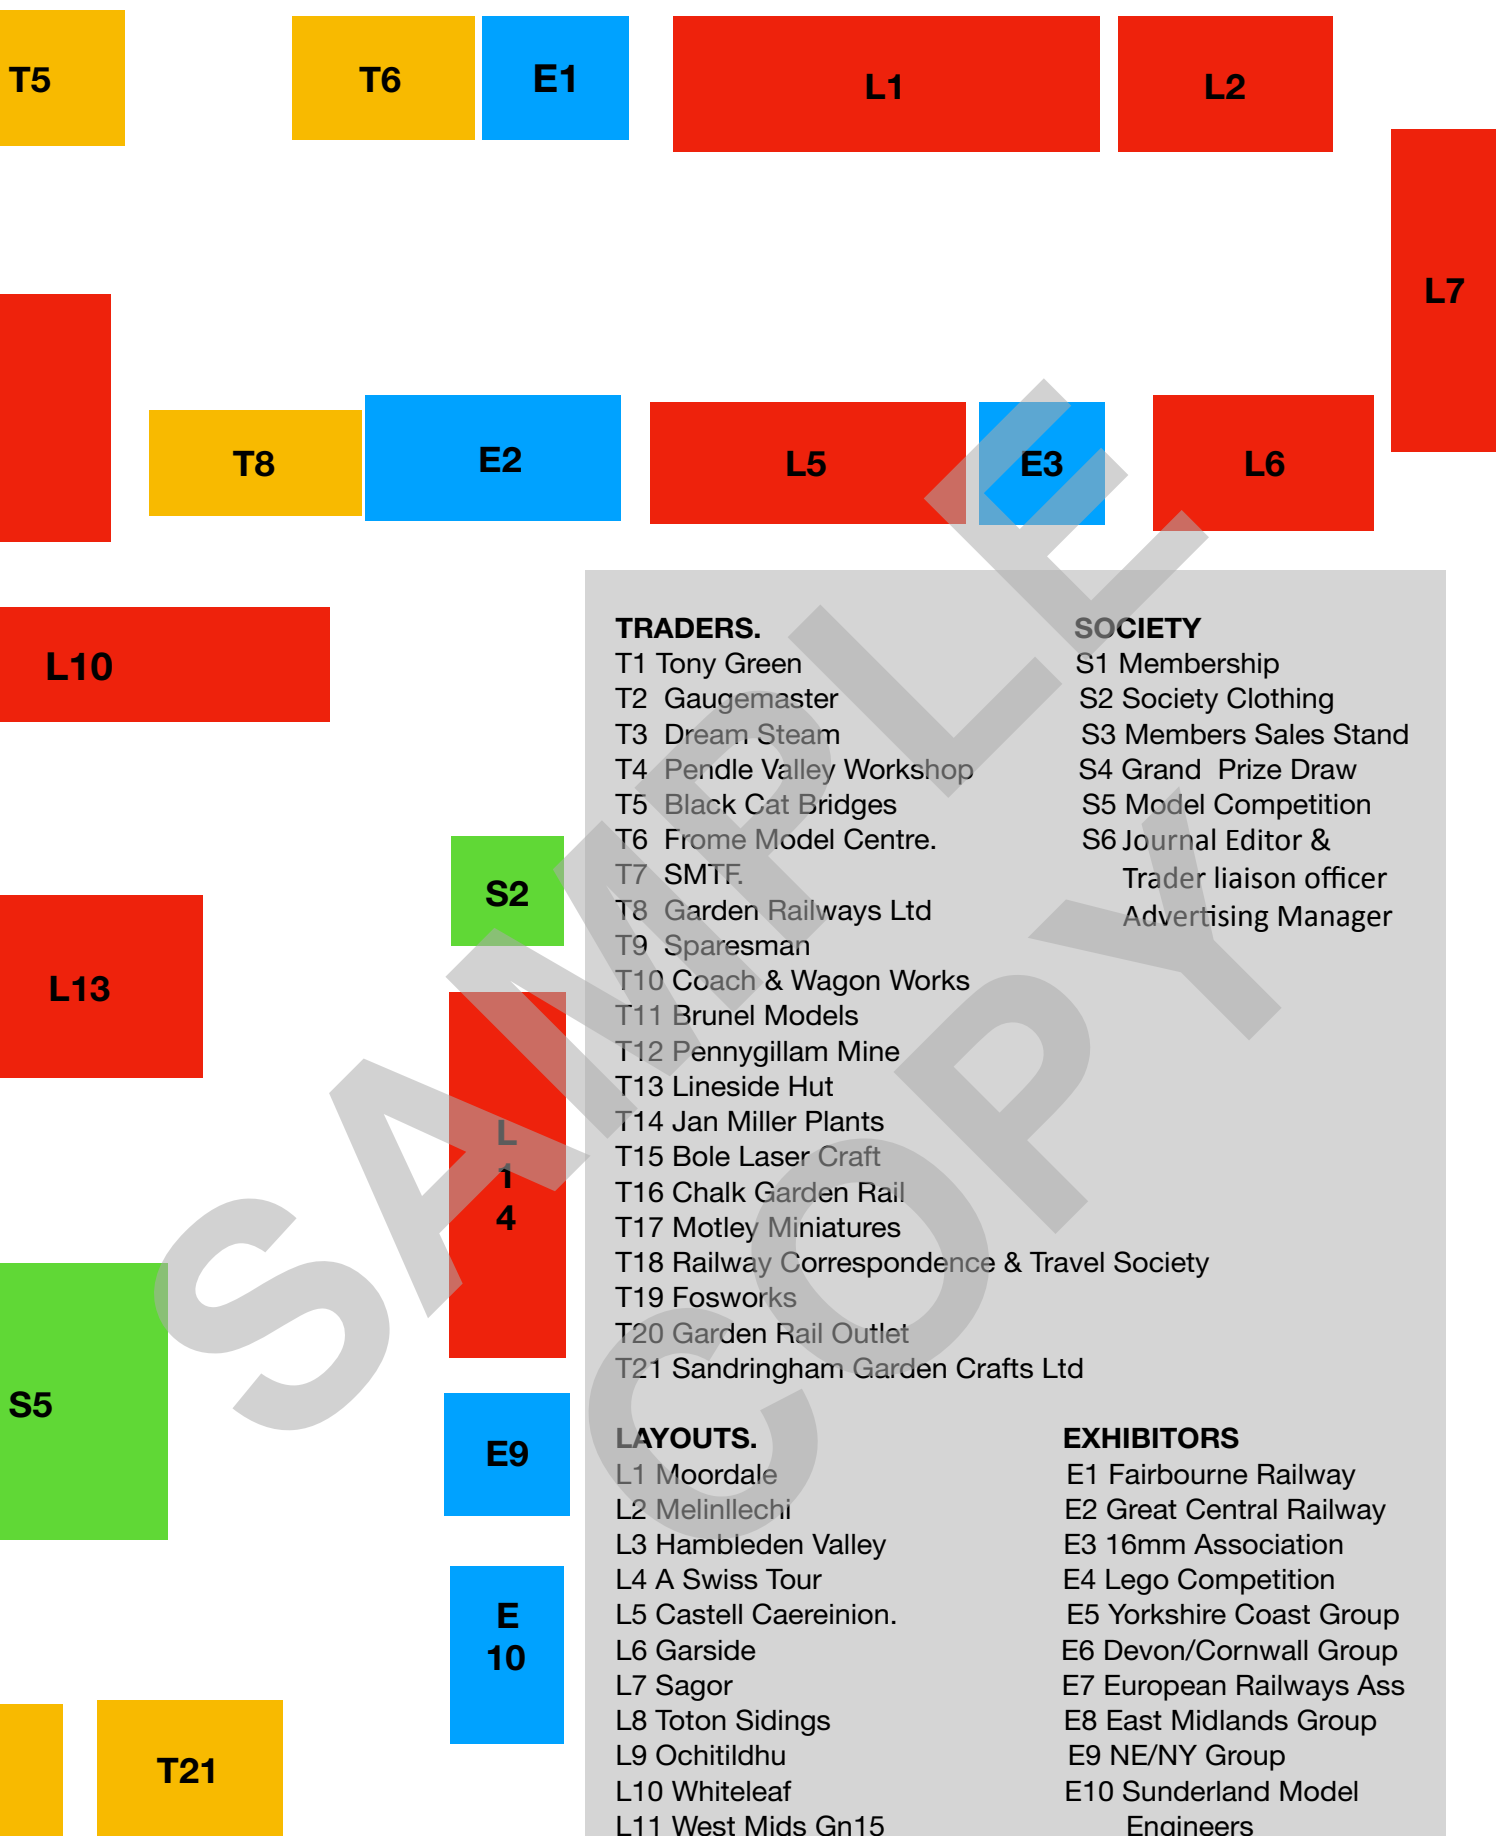 T5
T6
E1
L1
L2
L7
T8
E2
L5
E3
L6
L10
S2
L13
L
1
4
S5
E9
E
10
T21
TRADERS.
T1 Tony Green
T2 Gaugemaster
T3 Dream Steam
T4 Pendle Valley Workshop
T5 Black Cat Bridges
T6 Frome Model Centre.
T7 SMTF.
T8 Garden Railways Ltd
T9 Sparesman
T10 Coach & Wagon Works
T11 Brunel Models
T12 Pennygillam Mine
T13 Lineside Hut
T14 Jan Miller Plants
T15 Bole Laser Craft
T16 Chalk Garden Rail
T17 Motley Miniatures
T18 Railway Correspondence & Travel Society
T19 Fosworks
T20 Garden Rail Outlet
T21 Sandringham Garden Crafts Ltd
SOCIETY
S1 Membership
S2 Society Clothing
S3 Members Sales Stand
S4 Grand Prize Draw
S5 Model Competition
S6 Journal Editor &
Trader liaison officer
Advertising Manager
LAYOUTS.
L1 Moordale
L2 Melinllechi
L3 Hambleden Valley
L4 A Swiss Tour
L5 Castell Caereinion.
L6 Garside
L7 Sagor
L8 Toton Sidings
L9 Ochitildhu
L10 Whiteleaf
L11 West Mids Gn15
EXHIBITORS
E1 Fairbourne Railway
E2 Great Central Railway
E3 16mm Association
E4 Lego Competition
E5 Yorkshire Coast Group
E6 Devon/Cornwall Group
E7 European Railways Ass
E8 East Midlands Group
E9 NE/NY Group
E10 Sunderland Model
Engineers
SAMPLE
COPY